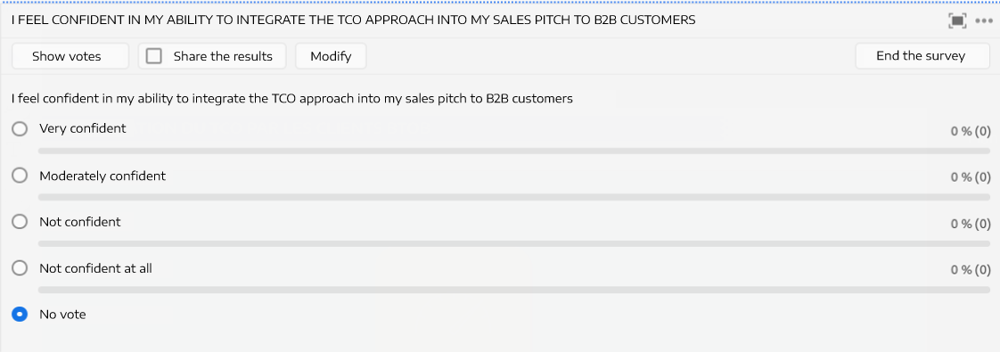 I FEEL CONFIDENT IN MY ABILITY TO INTEGRATE THE TCO APPROACH INTO MY SALES PITCH TO B2B CUSTOMERS
Show votes Share the results Modify End the survey
I feel confident in my ability to integrate the TCO approach into my sales pitch to B2B customers
Very confident 0 % (0)
Moderately confident 0 % (0)
Not confident 0 % (0)
Not confident at all 0 % (0)
No vote